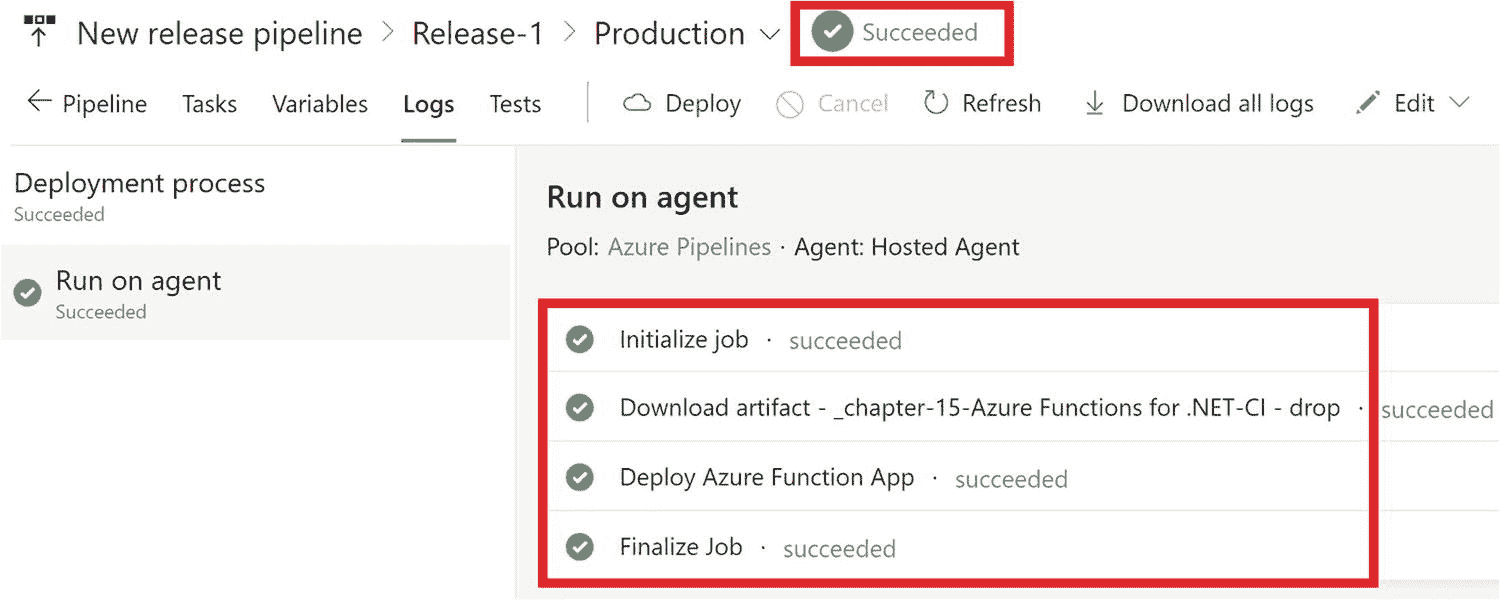 New release pipeline > Release-1 > Production Succeeded
Pipeline Tasks Variables Logs Tests Deploy Cancel Refresh Download all logs Edit
Deployment process
Succeeded
Run on agent
Succeeded
Run on agent
Pool: Azure Pipelines · Agent: Hosted Agent
Initialize job · succeeded
Download artifact - _chapter-15-Azure Functions for .NET-CI - drop · succeeded
Deploy Azure Function App · succeeded
Finalize Job · succeeded